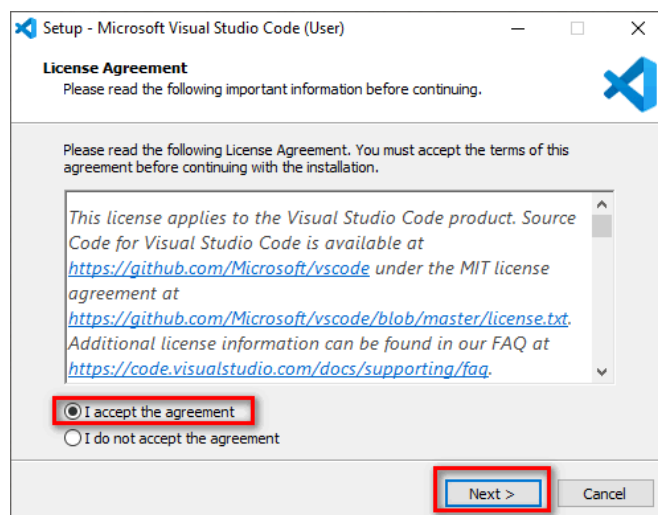 Setup - Microsoft Visual Studio Code (User)
License Agreement
Please read the following important information before continuing.
Please read the following License Agreement. You must accept the terms of this
agreement before continuing with the installation.
This license applies to the Visual Studio Code product. Source
Code for Visual Studio Code is available at
https://github.com/Microsoft/vscode under the MIT license
agreement at
https://github.com/Microsoft/vscode/blob/master/license.txt.
Additional license information can be found in our FAQ at
https://code.visualstudio.com/docs/supporting/faq.
I accept the agreement
I do not accept the agreement
Next > Cancel